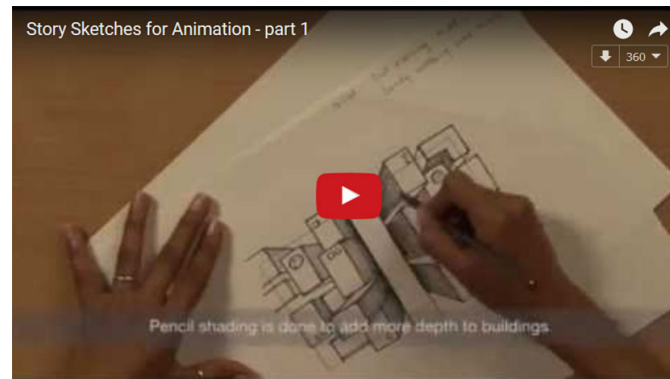 Story Sketches for Animation - part 1
360
Pencil shading is done to add more depth to buildings.